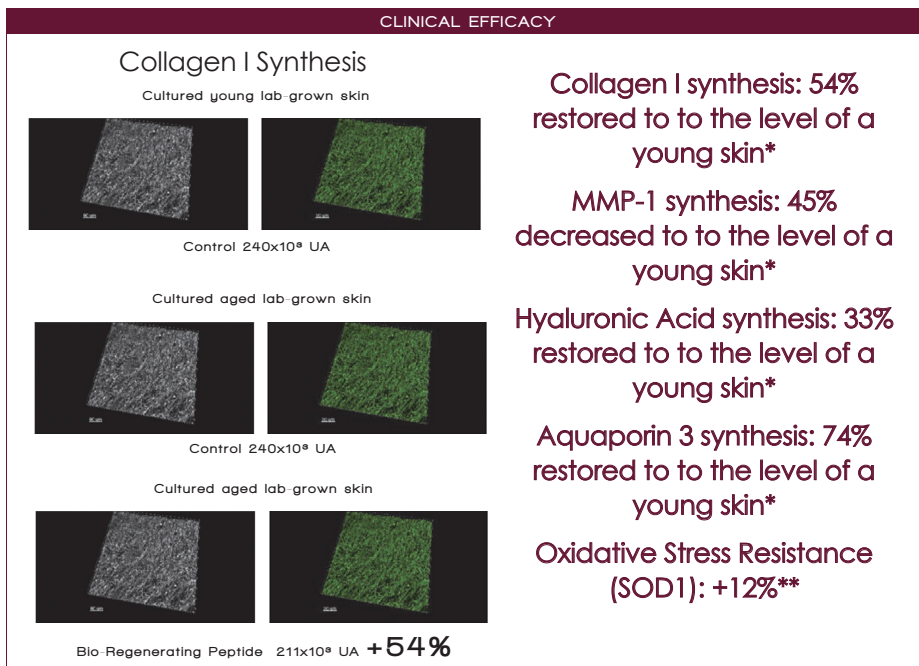 CLINICAL EFFICACY
Collagen I Synthesis
Cultured young lab-grown skin
Control 240x10⁸ UA
Cultured aged lab-grown skin
Control 240x10⁸ UA
Cultured aged lab-grown skin
Bio-Regenerating Peptide 211x10⁸ UA +54%
Collagen I synthesis: 54%
restored to to the level of a
young skin*
MMP-1 synthesis: 45%
decreased to to the level of a
young skin*
Hyaluronic Acid synthesis: 33%
restored to to the level of a
young skin*
Aquaporin 3 synthesis: 74%
restored to to the level of a
young skin*
Oxidative Stress Resistance
(SOD1): +12%**